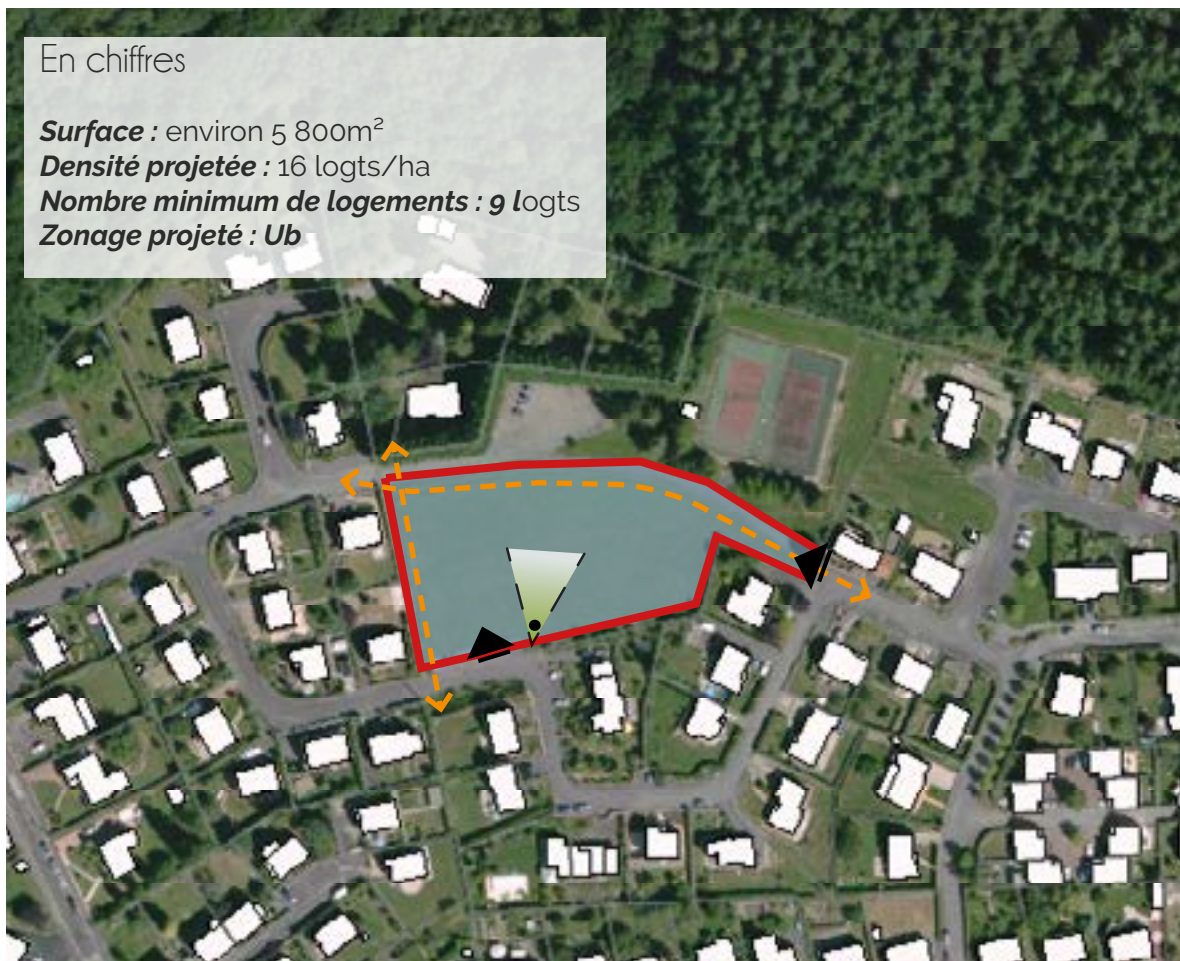 En chiffres
Surface : environ 5 800m²
Densité projetée : 16 logts/ha
Nombre minimum de logements : 9 logts
Zonage projeté : Ub